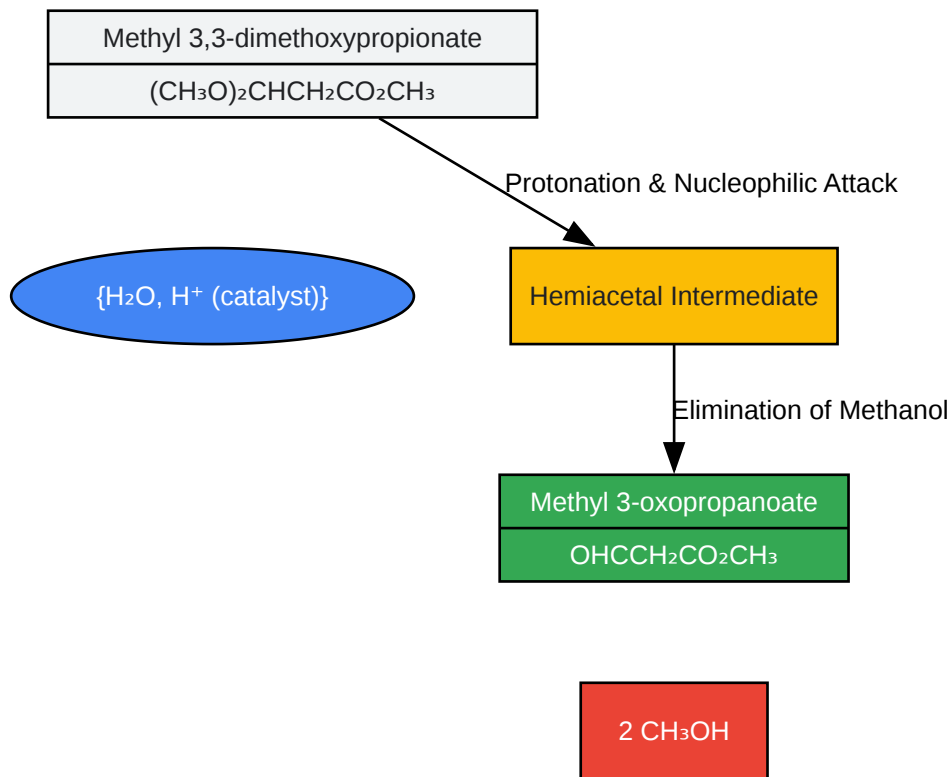 Methyl 3,3-dimethoxypropionate
(CH₃O)₂CHCH₂CO₂CH₃
Protonation & Nucleophilic Attack
{H₂O, H⁺ (catalyst)}
Hemiacetal Intermediate
Elimination of Methanol
Methyl 3-oxopropanoate
OHCCH₂CO₂CH₃
2 CH₃OH